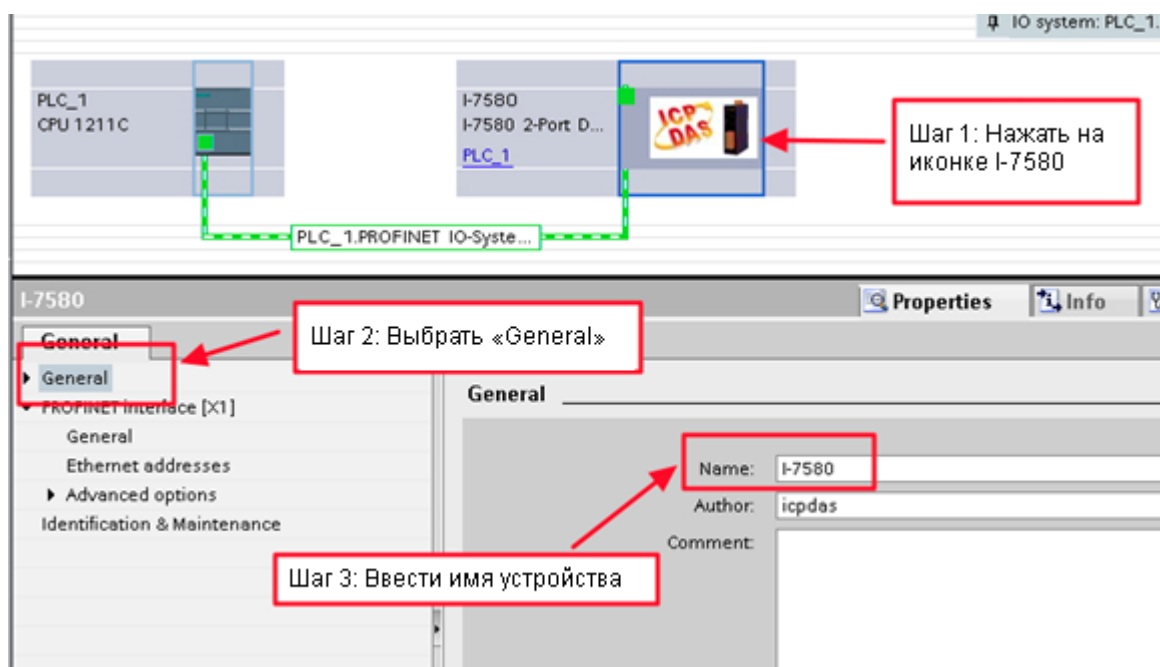 IO system: PLC_1.
PLC_1
CPU 1211C
I-7580
I-7580 2-Port D...
PLC_1
ICP
DAS
Шаг 1: Нажать на
иконке I-7580
PLC_1.PROFINET IO-Syste...
I-7580
Properties
Info
General
Шаг 2: Выбрать «General»
General
PROFINET interface [X1]
General
Ethernet addresses
Advanced options
Identification & Maintenance
General
Name:
I-7580
Author:
icpdas
Comment:
Шаг 3: Ввести имя устройства